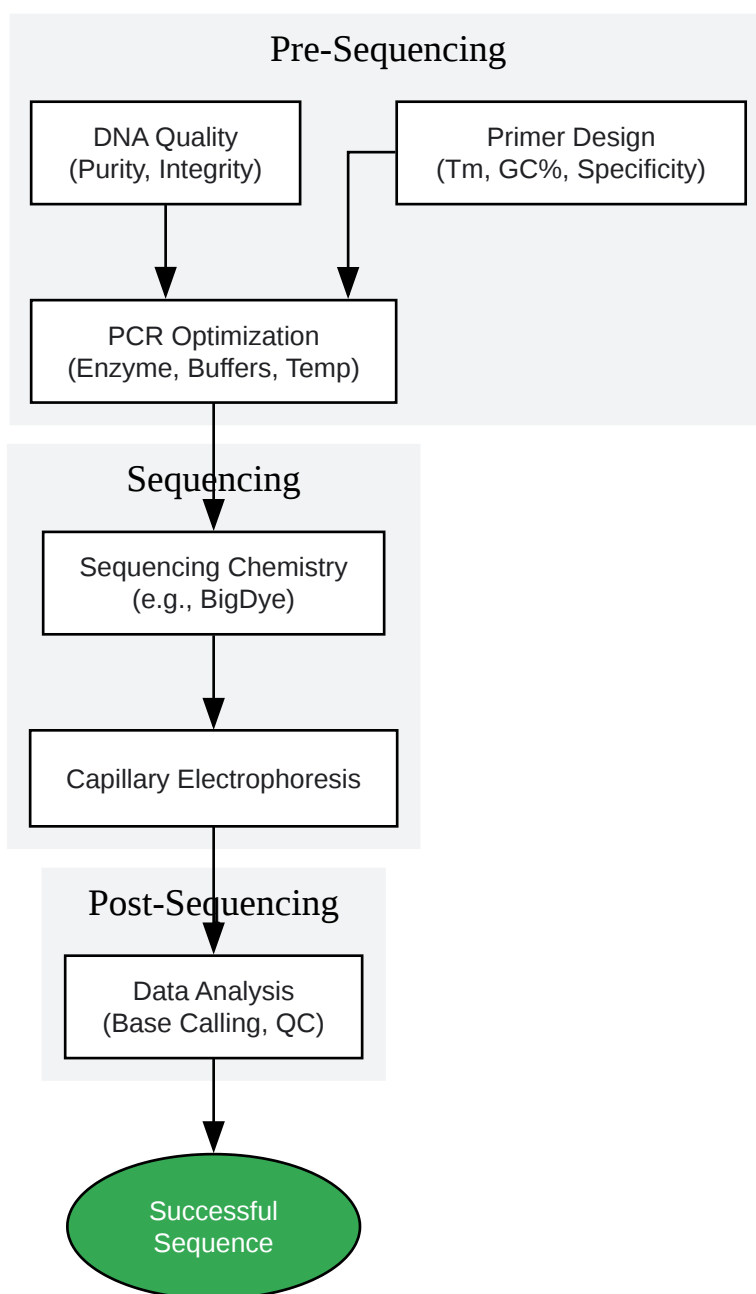 Pre-Sequencing
DNA Quality
(Purity, Integrity)
Primer Design
(Tm, GC%, Specificity)
PCR Optimization
(Enzyme, Buffers, Temp)
Sequencing
Sequencing Chemistry
(e.g., BigDye)
Capillary Electrophoresis
Post-Sequencing
Data Analysis
(Base Calling, QC)
Successful
Sequence